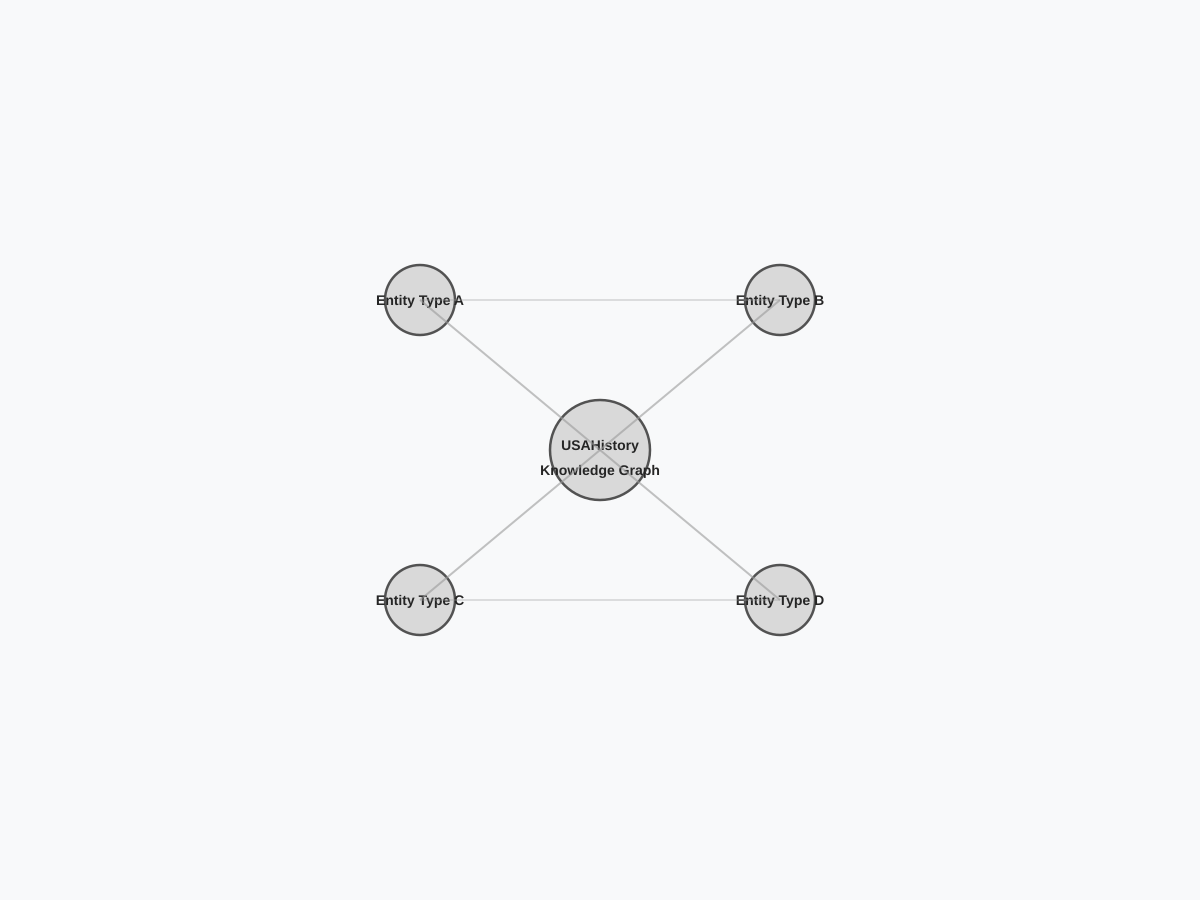 Entity Type A
Entity Type B
USAHistory
Knowledge Graph
Entity Type C
Entity Type D